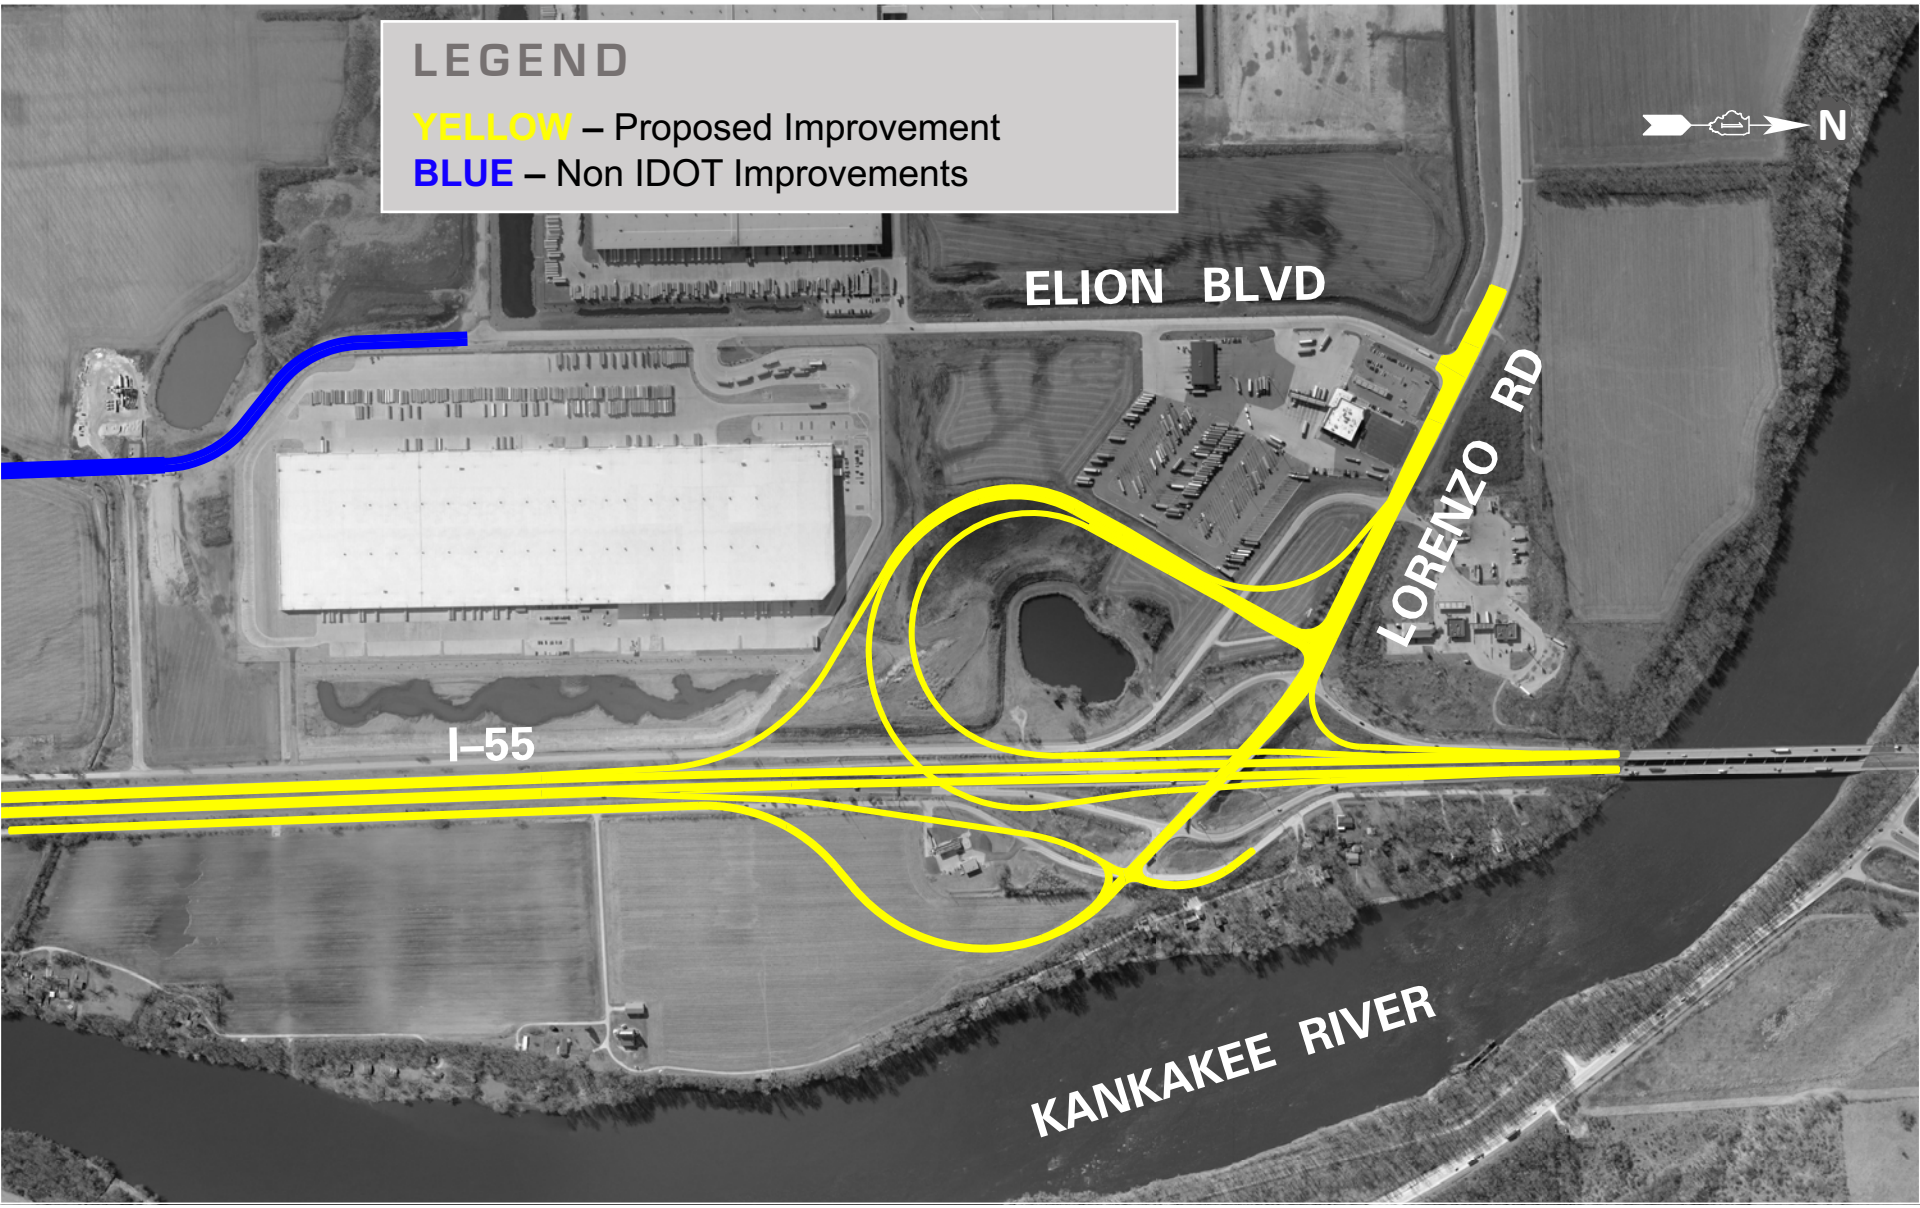 LEGEND
YELLOW – Proposed Improvement
BLUE – Non IDOT Improvements
N
ELION BLVD
LORENZO RD
I–55
KANKAKEE RIVER